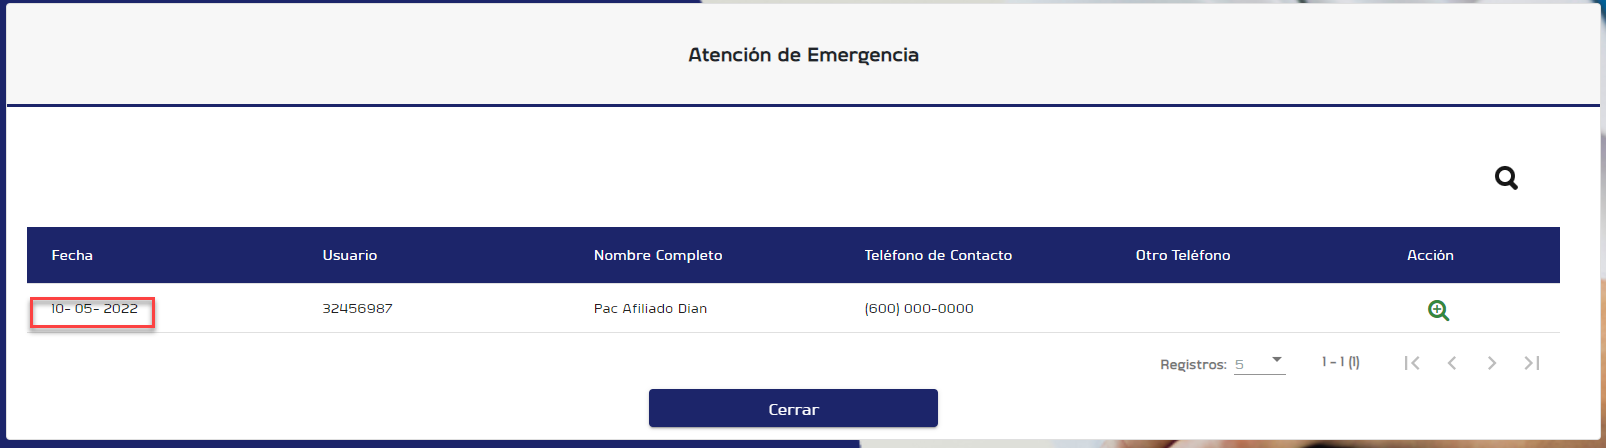 Atención de Emergencia
Fecha Usuario Nombre Completo Teléfono de Contacto Otro Teléfono Acción
10- 05- 2022 32456987 Pac Afiliado Dian (600) 000-0000
Registros: 5 1 - 1 (1)
Cerrar